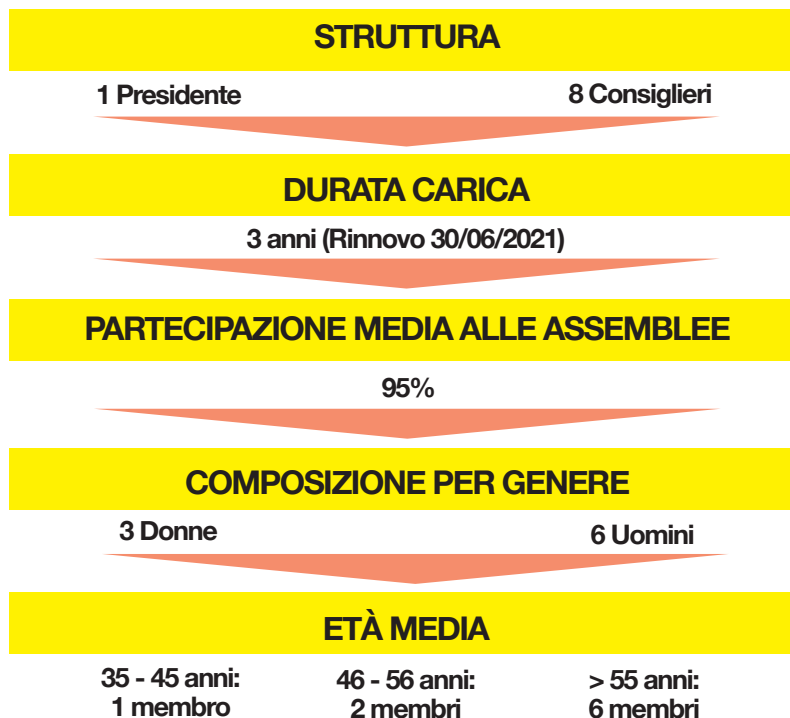 STRUTTURA
1 Presidente 8 Consiglieri
DURATA CARICA
3 anni (Rinnovo 30/06/2021)
PARTECIPAZIONE MEDIA ALLE ASSEMBLEE
95%
COMPOSIZIONE PER GENERE
3 Donne 6 Uomini
ETÀ MEDIA
35 - 45 anni:
1 membro
46 - 56 anni:
2 membri
> 55 anni:
6 membri